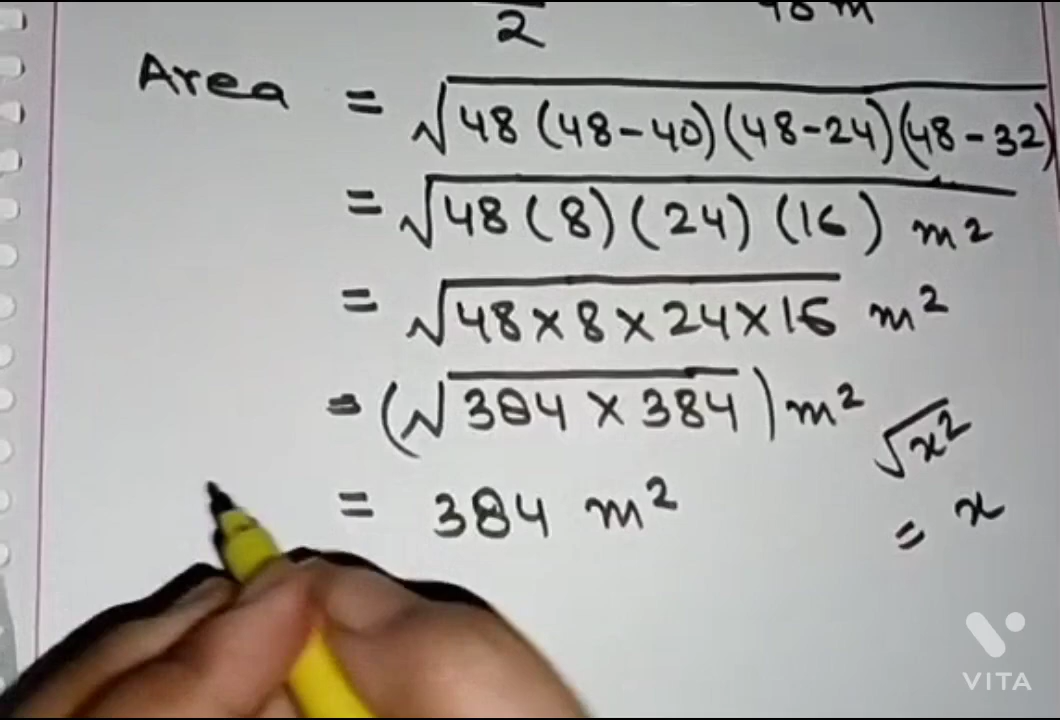 2 48 m
Area = √48 (48-40) (48-24) (48-32)
= √48 (8) (24) (16) m²
= √48 × 8 × 24 × 16 m²
= (√384 × 384) m²
√x²
= 384 m²
= x
VITA